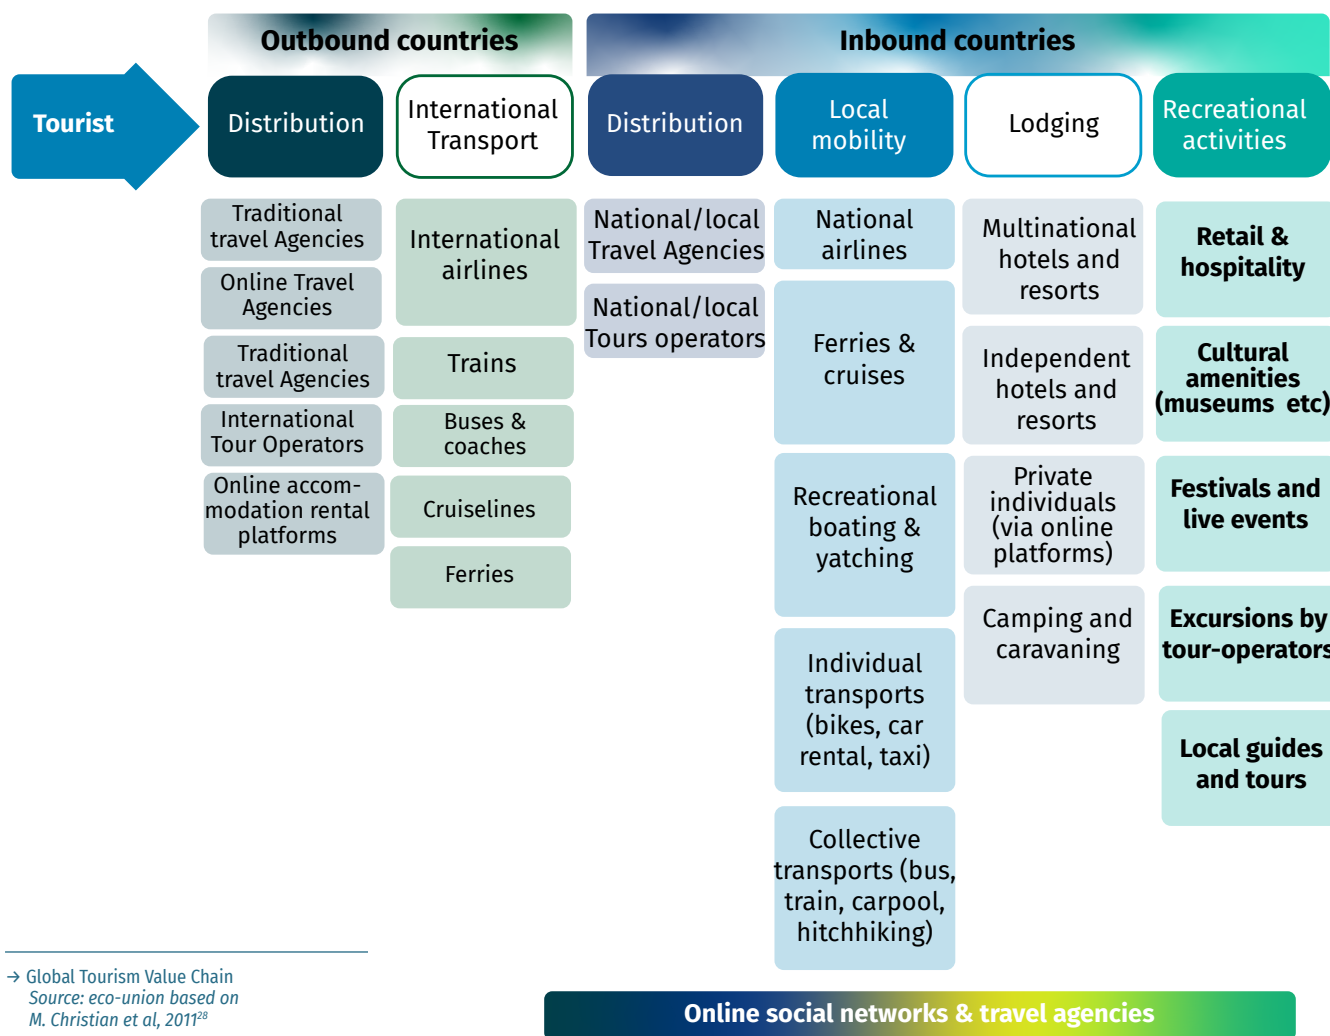 Outbound countries
Inbound countries
Tourist
Distribution
International
Transport
Distribution
Local
mobility
Lodging
Recreational
activities
Traditional
travel Agencies
Online Travel
Agencies
Traditional
travel Agencies
International
Tour Operators
Online accom-
modation rental
platforms
International
airlines
Trains
Buses &
coaches
Cruiselines
Ferries
National/local
Travel Agencies
National/local
Tours operators
National
airlines
Ferries &
cruises
Recreational
boating &
yatching
Individual
transports
(bikes, car
rental, taxi)
Collective
transports (bus,
train, carpool,
hitchhiking)
Multinational
hotels and
resorts
Independent
hotels and
resorts
Private
individuals
(via online
platforms)
Camping and
caravaning
Retail &
hospitality
Cultural
amenities
(museums etc)
Festivals and
live events
Excursions by
tour-operators
Local guides
and tours
→ Global Tourism Value Chain
Source: eco-union based on
M. Christian et al, 2011²⁸
Online social networks & travel agencies